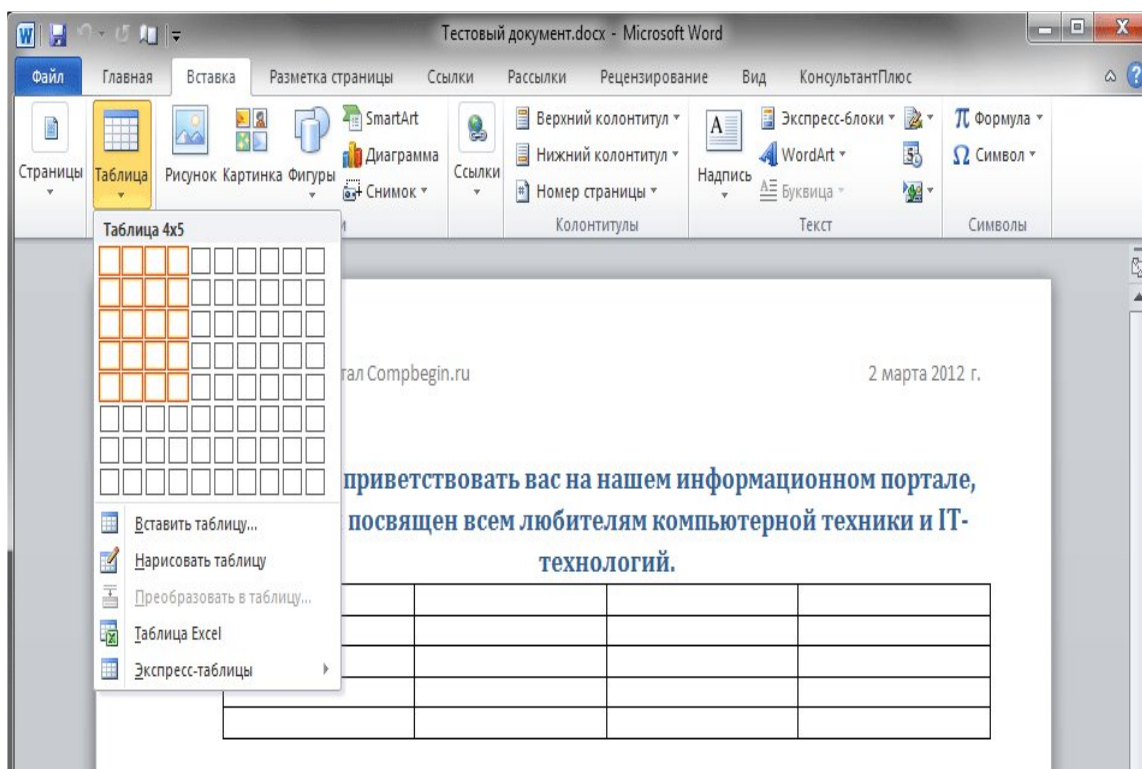 Тестовый документ.docx - Microsoft Word
Файл Главная Вставка Разметка страницы Ссылки Рассылки Рецензирование Вид КонсультантПлюс
Страницы
Таблица
Рисунок Картинка Фигуры
SmartArt
Диаграмма
Снимок
Ссылки
Верхний колонтитул
Нижний колонтитул
Номер страницы
Колонтитулы
Надпись
Экспресс-блоки
WordArt
Буквица
Текст
π Формула
Ω Символ
Символы
Таблица 4x5
Вставить таблицу...
Нарисовать таблицу
Преобразовать в таблицу...
Таблица Excel
Экспресс-таблицы
Compbegin.ru 2 марта 2012 г.
приветствовать вас на нашем информационном портале,
посвящен всем любителям компьютерной техники и IT-
технологий.